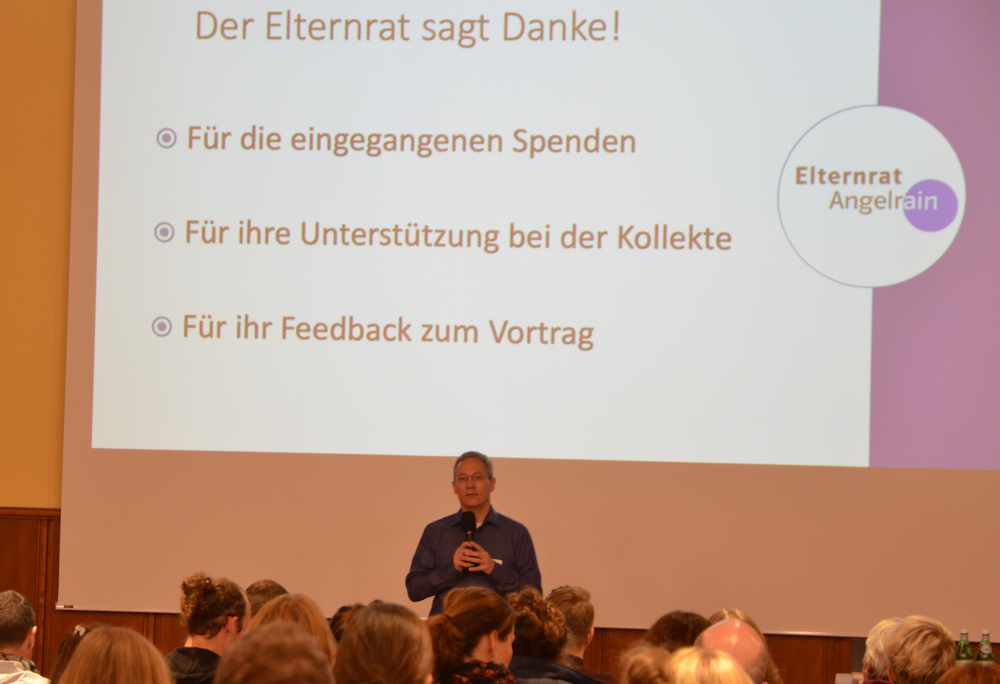 Der Elternrat sagt Danke!
Für die eingegangenen Spenden
Für ihre Unterstützung bei der Kollekte
Für ihr Feedback zum Vortrag
Elternrat
Angelrain